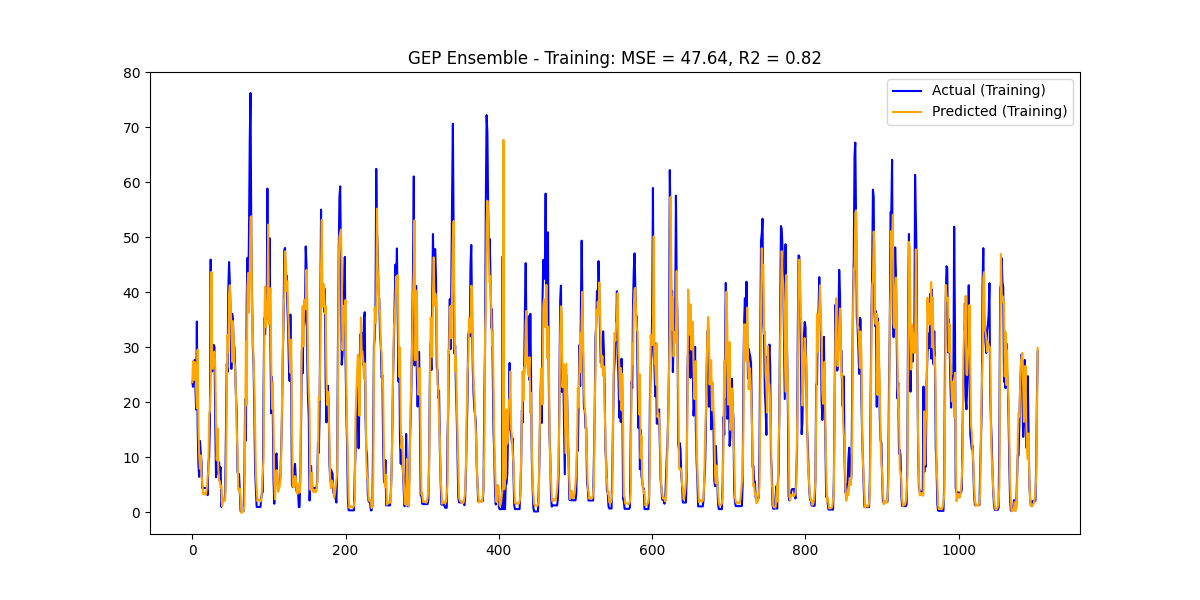 GEP Ensemble - Training: MSE = 47.64, R2 = 0.82
Actual (Training)
Predicted (Training)
80
70
60
50
40
30
20
10
0
0 200 400 600 800 1000